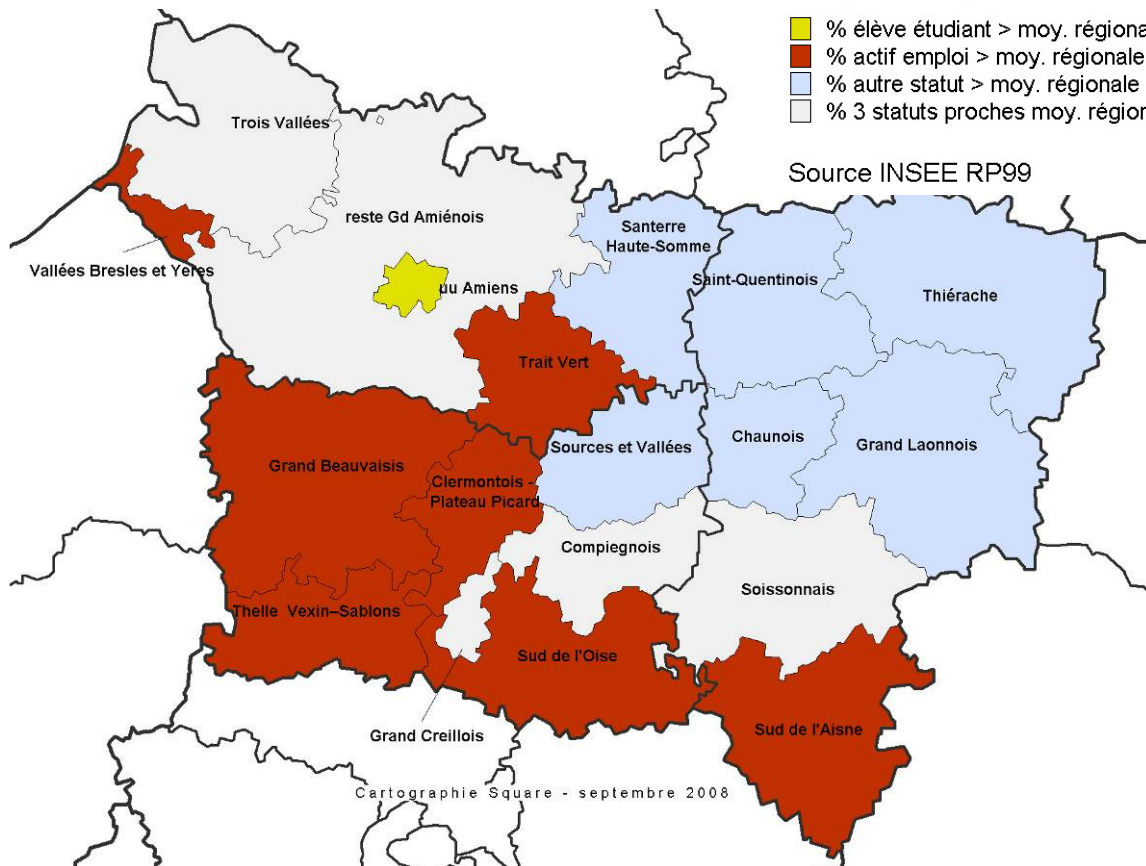 % élève étudiant > moy. régiona
% actif emploi > moy. régionale
% autre statut > moy. régionale
% 3 statuts proches moy. région
Source INSEE RP99
Trois Vallées
reste Gd Amiénois
Santerre
Haute-Somme
Vallées Bresles et Yeres
Saint-Quentinois
uu Amiens
Thiérache
Trait Vert
Chaunois
Sources et Vallées
Grand Laonnois
Grand Beauvaisis
Clermontois -
Plateau Picard
Compiegnois
Soissonnais
Thelle Vexin–Sablons
Sud de l'Oise
Sud de l'Aisne
Grand Creillois
Cartographie Square - septembre 2008